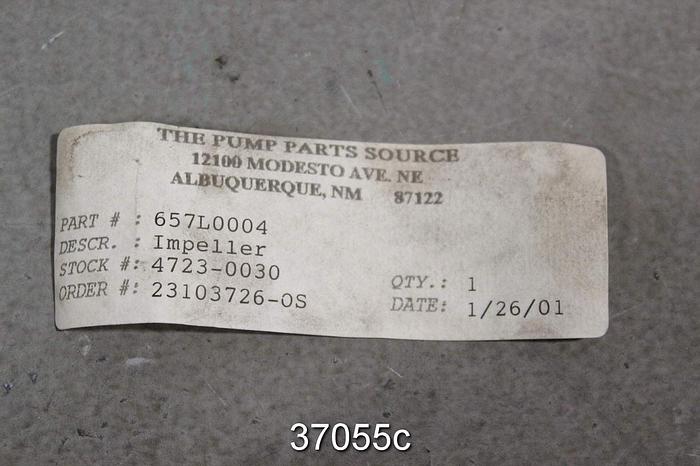 THE PUMP PARTS SOURCE
12100 MODESTO AVE. NE
ALBUQUERQUE, NM 87122
PART # : 657L0004
DESCR. : Impeller
STOCK #: 4723-0030
ORDER #: 23103726-OS
QTY.: 1
DATE: 1/26/01
37055c